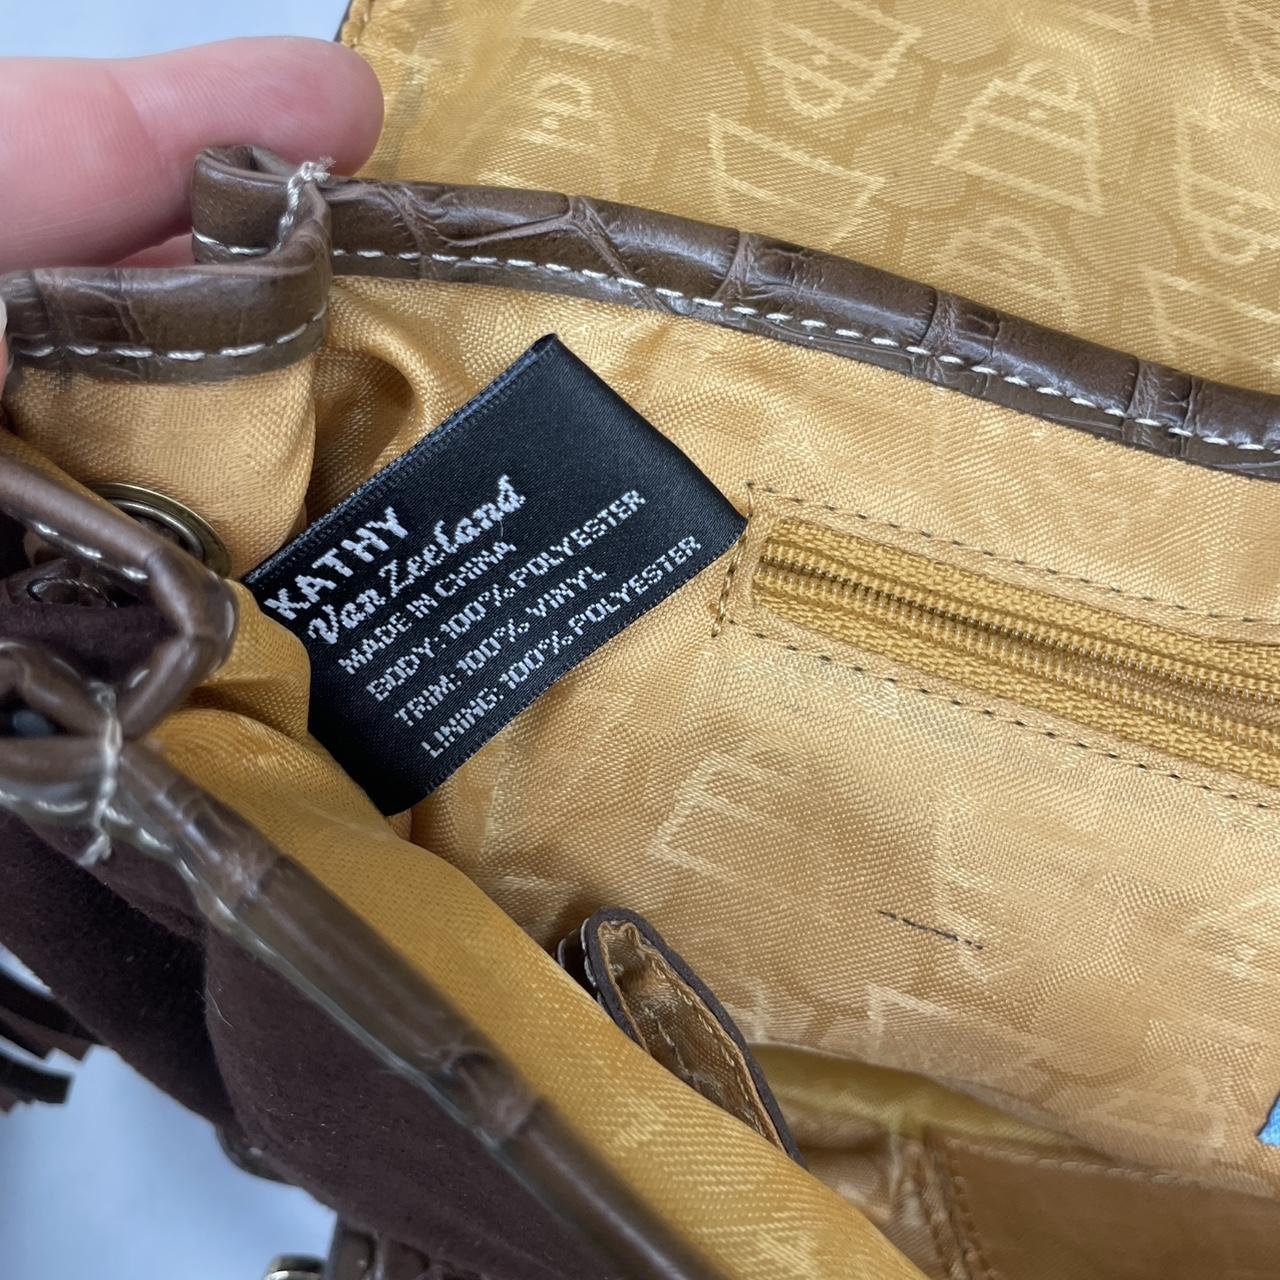 KATHY
Van Zeeland
MADE IN CHINA
BODY:100% POLYESTER
TRIM:100% VINYL
LINING:100% POLYESTER